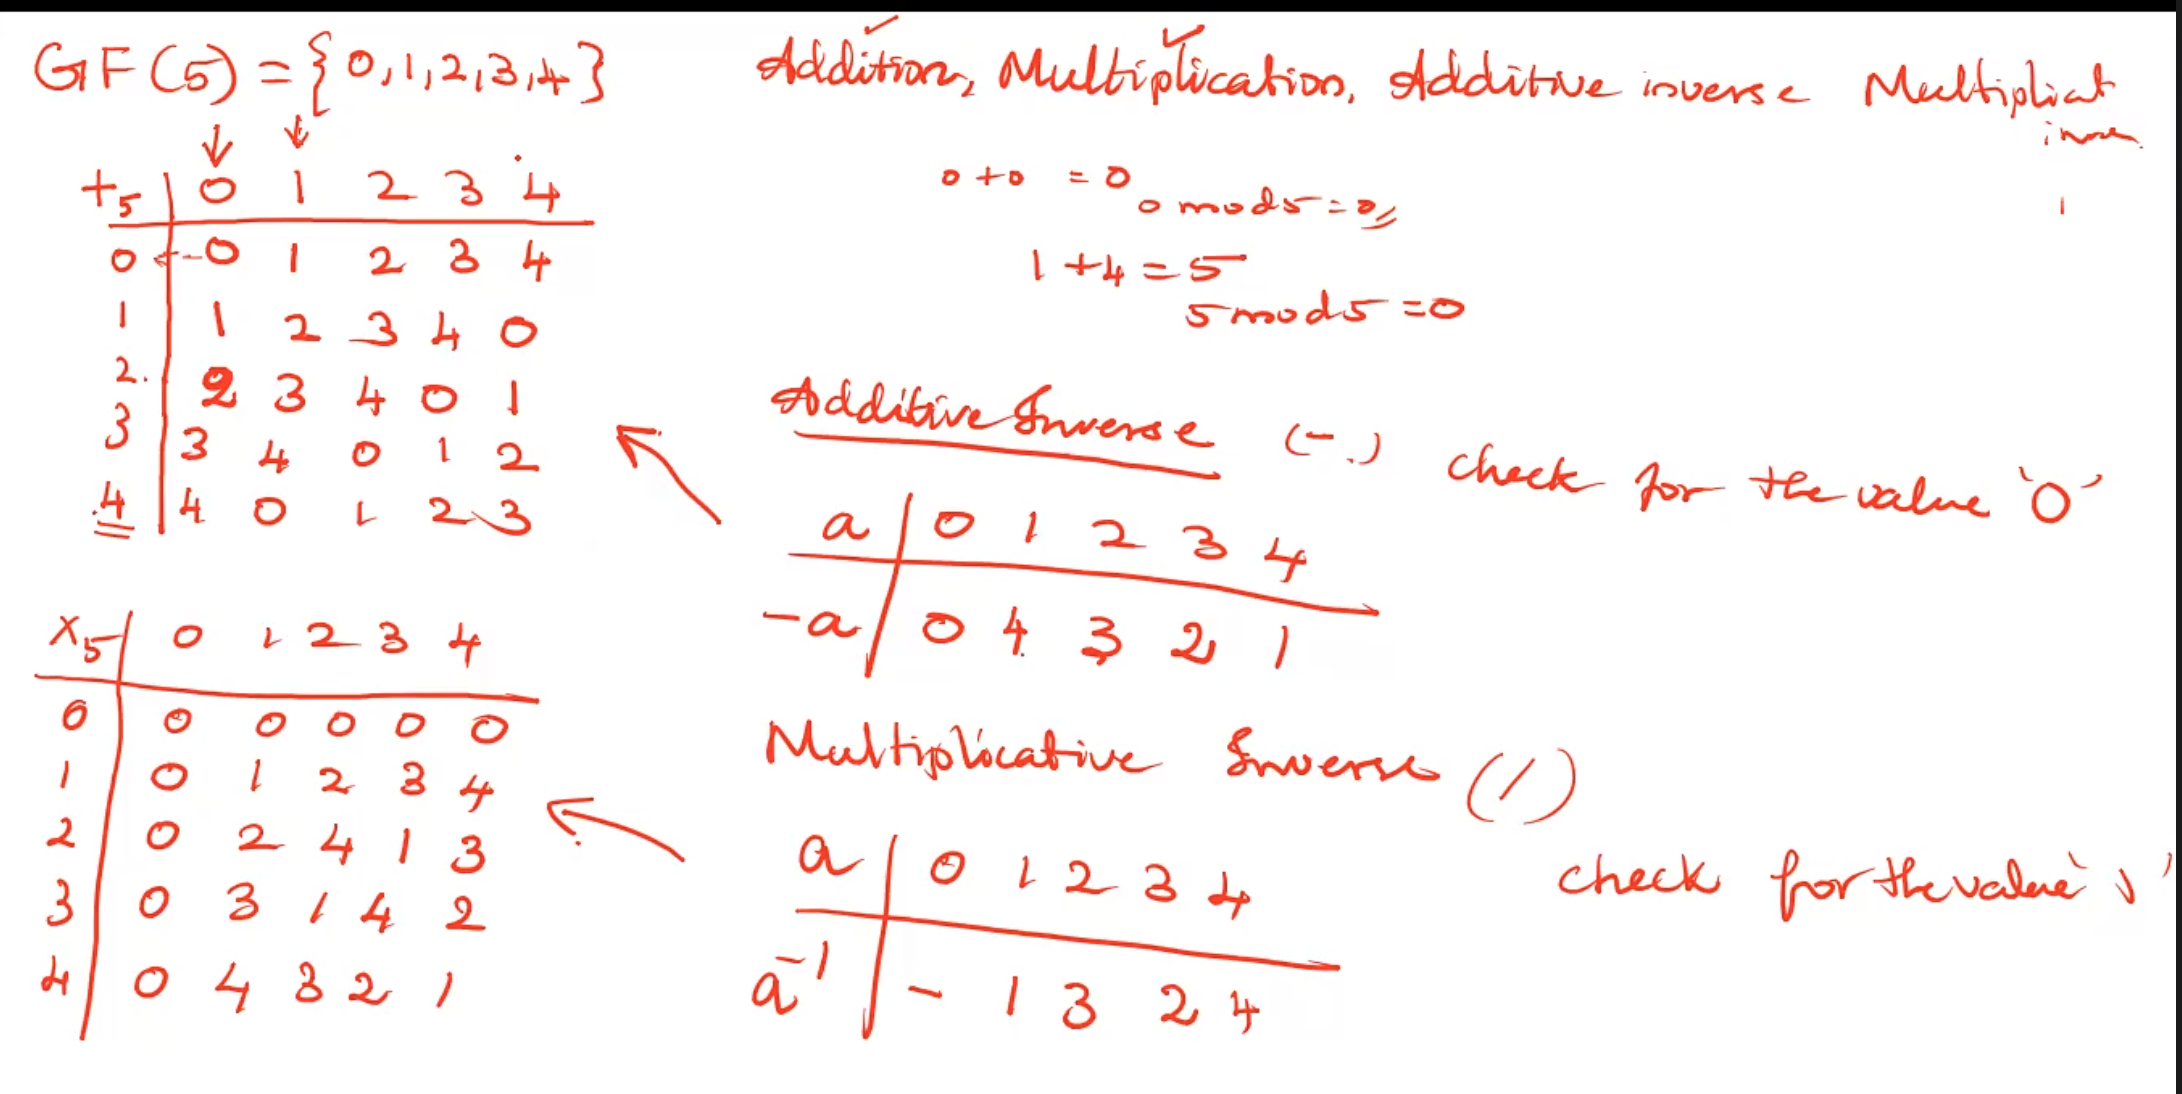 GF(5) = {0,1,2,3,4}
Addition, Multiplication, Additive inverse Multiplicat
+5 0 1 2 3 4
0 0 1 2 3 4
1 1 2 3 4 0
2. 2 3 4 0 1
3 3 4 0 1 2
4 4 0 1 2 3
0+0 = 0
0 mod 5 = 0
1+4 = 5
5 mod 5 = 0
Additive Inverse (-.) check for the value '0'
a 0 1 2 3 4
-a 0 4 3 2 1
x5 0 1 2 3 4
0 0 0 0 0 0
1 0 1 2 3 4
2 0 2 4 1 3
3 0 3 1 4 2
4 0 4 3 2 1
Multiplicative Inverse (/)
check for the value '1'
a 0 1 2 3 4
a⁻¹ - 1 3 2 4